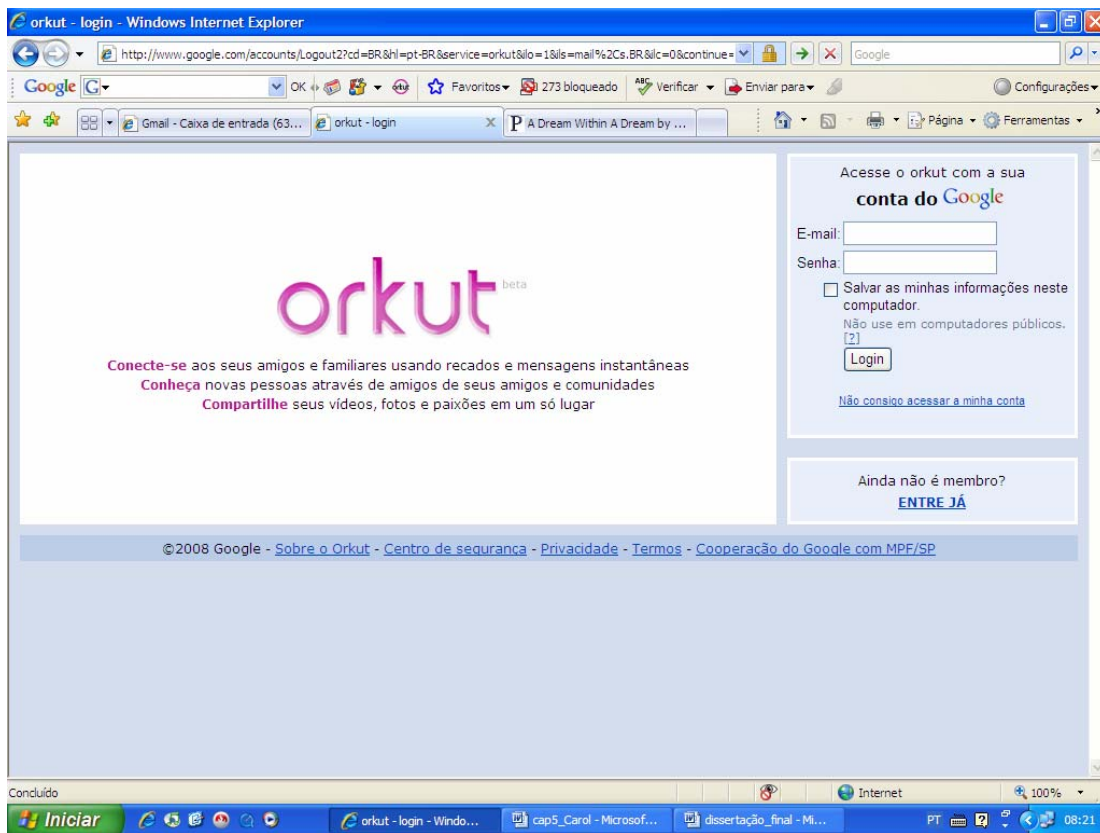 orkut - login - Windows Internet Explorer
http://www.google.com/accounts/Logout2?cd=BR&hl=pt-BR&service=orkut&ilo=1&ils=mail%2Cs.BR&ilc=0&continue=
Google
Google G OK Favoritos 273 bloqueado Verificar Enviar para Configurações
Gmail - Caixa de entrada (63... orkut - login X P A Dream Within A Dream by ... Página Ferramentas
Acesse o orkut com a sua
conta do Google
E-mail:
Senha:
Salvar as minhas informações neste
computador.
Não use em computadores públicos.
[?]
Login
Não consigo acessar a minha conta
orkut beta
Conecte-se aos seus amigos e familiares usando recados e mensagens instantâneas
Conheça novas pessoas através de amigos de seus amigos e comunidades
Compartilhe seus vídeos, fotos e paixões em um só lugar
Ainda não é membro?
ENTRE JÁ
©2008 Google - Sobre o Orkut - Centro de segurança - Privacidade - Termos - Cooperação do Google com MPF/SP
Concluído Internet 100%
Iniciar orkut - login - Windo... cap5_Carol - Microsof... dissertação_final - Mi... PT 08:21